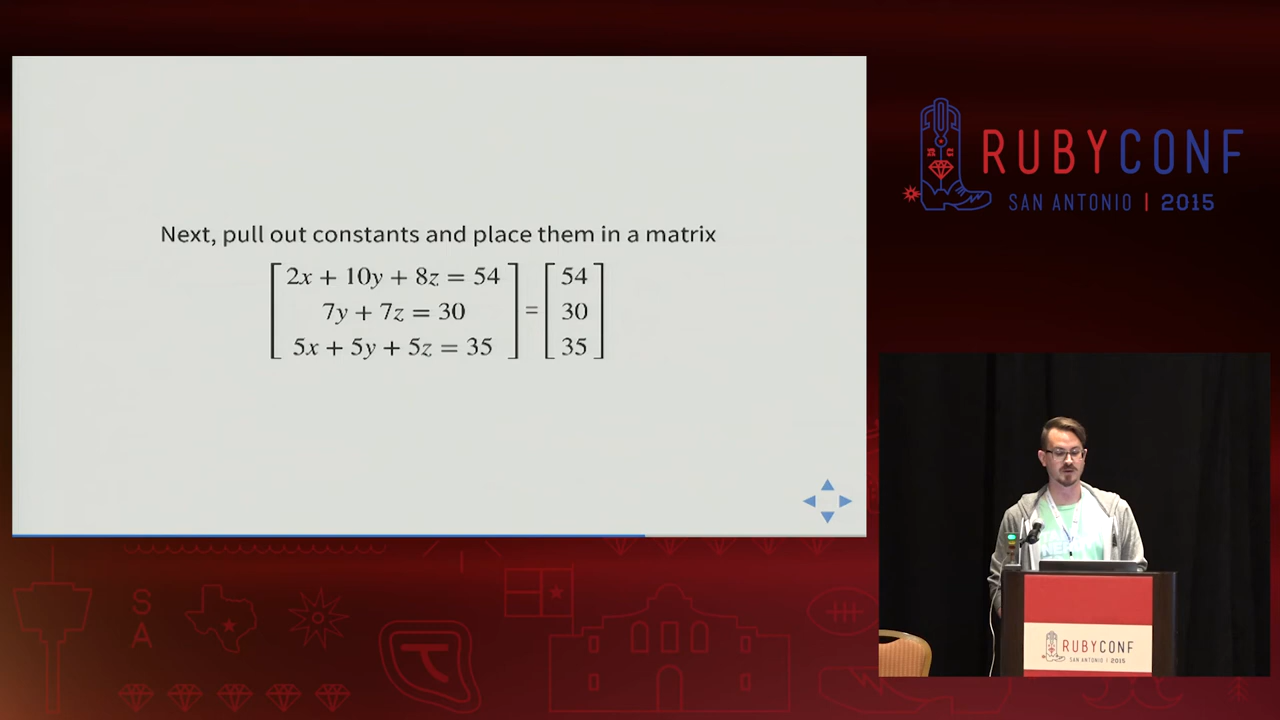 Next, pull out constants and place them in a matrix
2x + 10y + 8z = 54
7y + 7z = 30
5x + 5y + 5z = 35
=
54
30
35
RUBYCONF
SAN ANTONIO | 2015
S
A
RUBYCONF
SAN ANTONIO | 2015